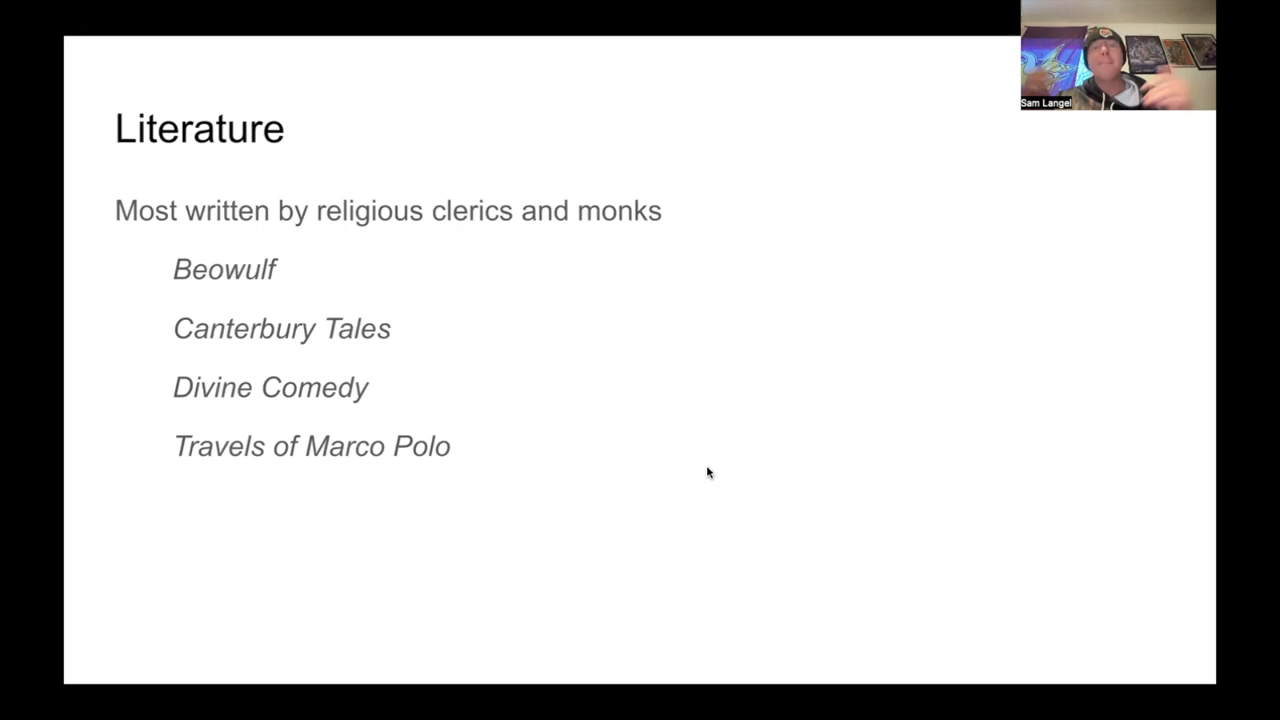 Sam Langel
Literature
Most written by religious clerics and monks
Beowulf
Canterbury Tales
Divine Comedy
Travels of Marco Polo